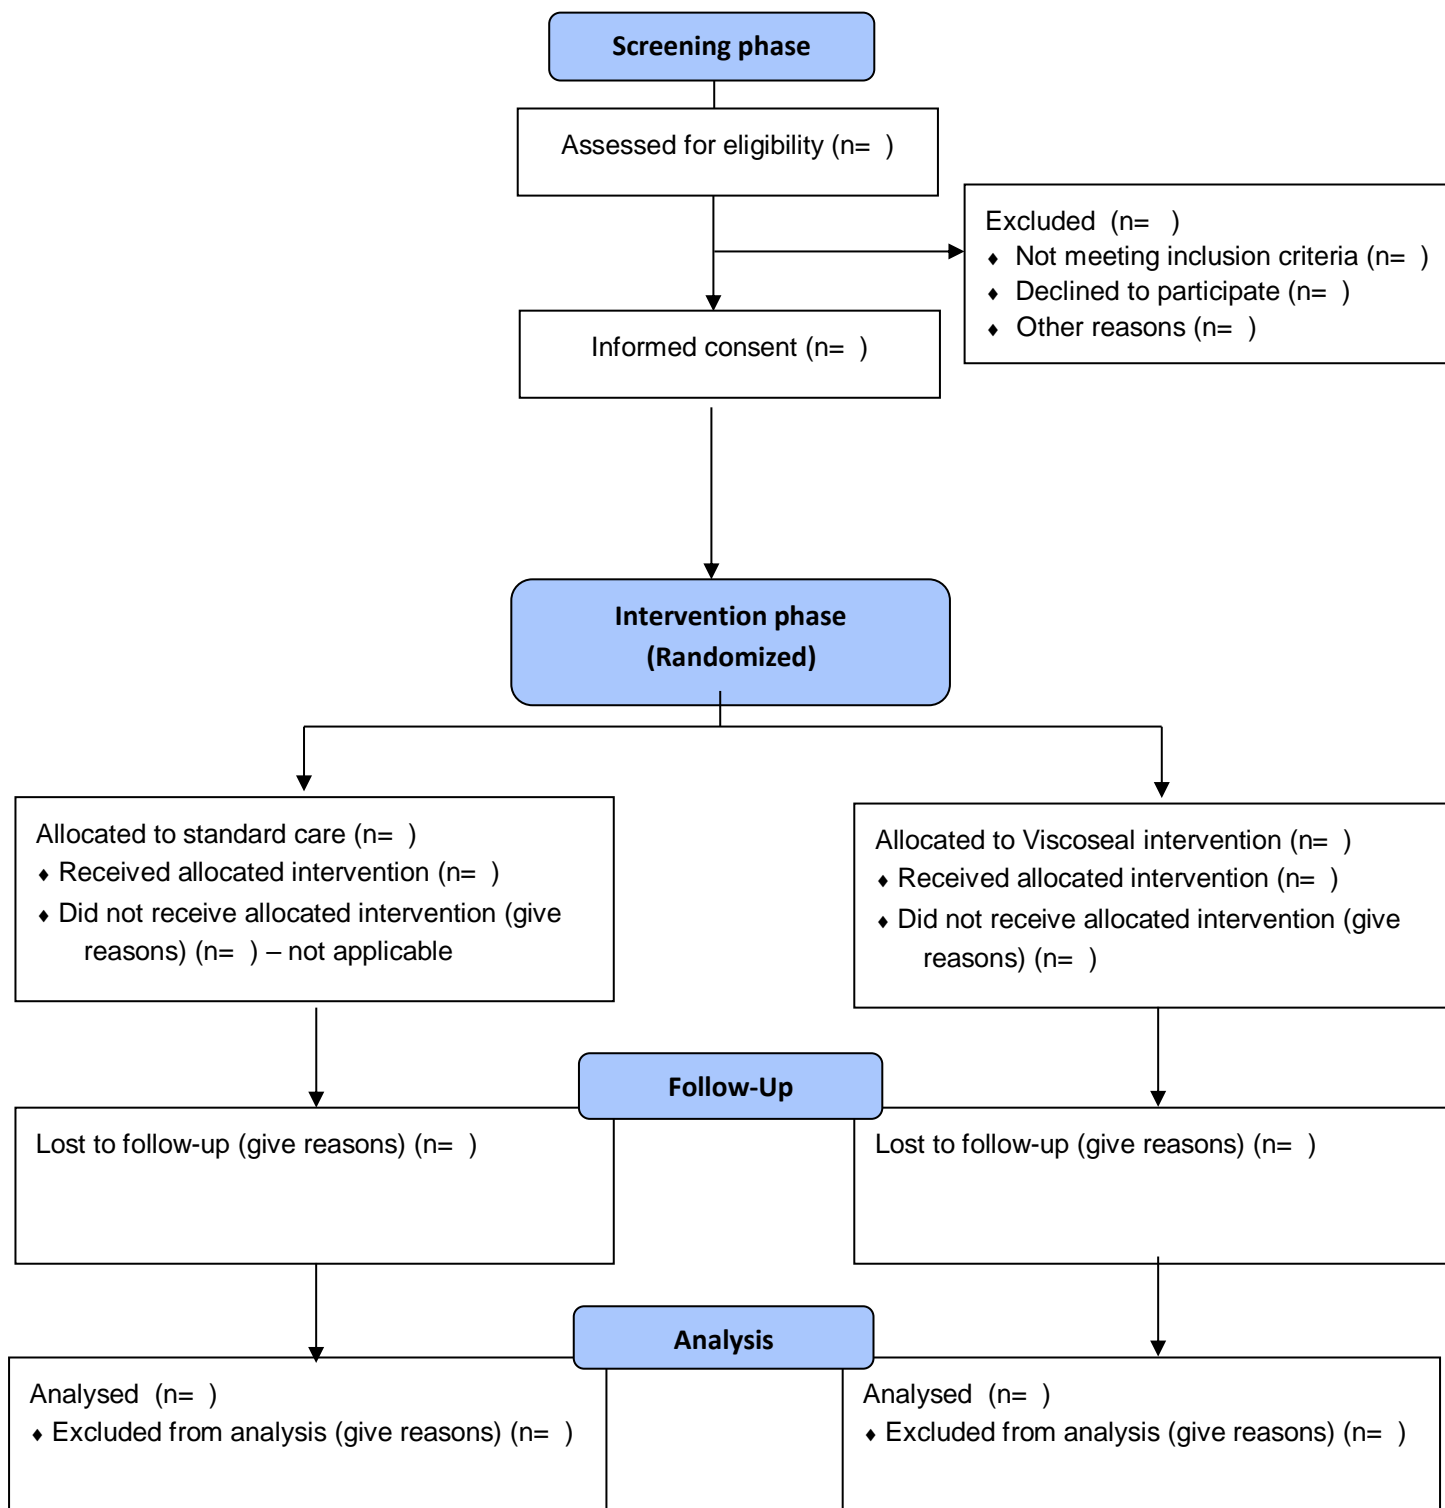 Screening phase
Assessed for eligibility (n=  )
Excluded  (n=   )
♦ Not meeting inclusion criteria (n=  )
♦ Declined to participate (n=  )
♦ Other reasons (n=  )
Informed consent (n=  )
Intervention phase
(Randomized)
Allocated to standard care (n=  )
♦ Received allocated intervention (n=  )
♦ Did not receive allocated intervention (give
reasons) (n=  ) – not applicable
Allocated to Viscoseal intervention (n=  )
♦ Received allocated intervention (n=  )
♦ Did not receive allocated intervention (give
reasons) (n=  )
Follow-Up
Lost to follow-up (give reasons) (n=  )
Lost to follow-up (give reasons) (n=  )
Analysis
Analysed  (n=  )
♦ Excluded from analysis (give reasons) (n=  )
Analysed  (n=  )
♦ Excluded from analysis (give reasons) (n=  )